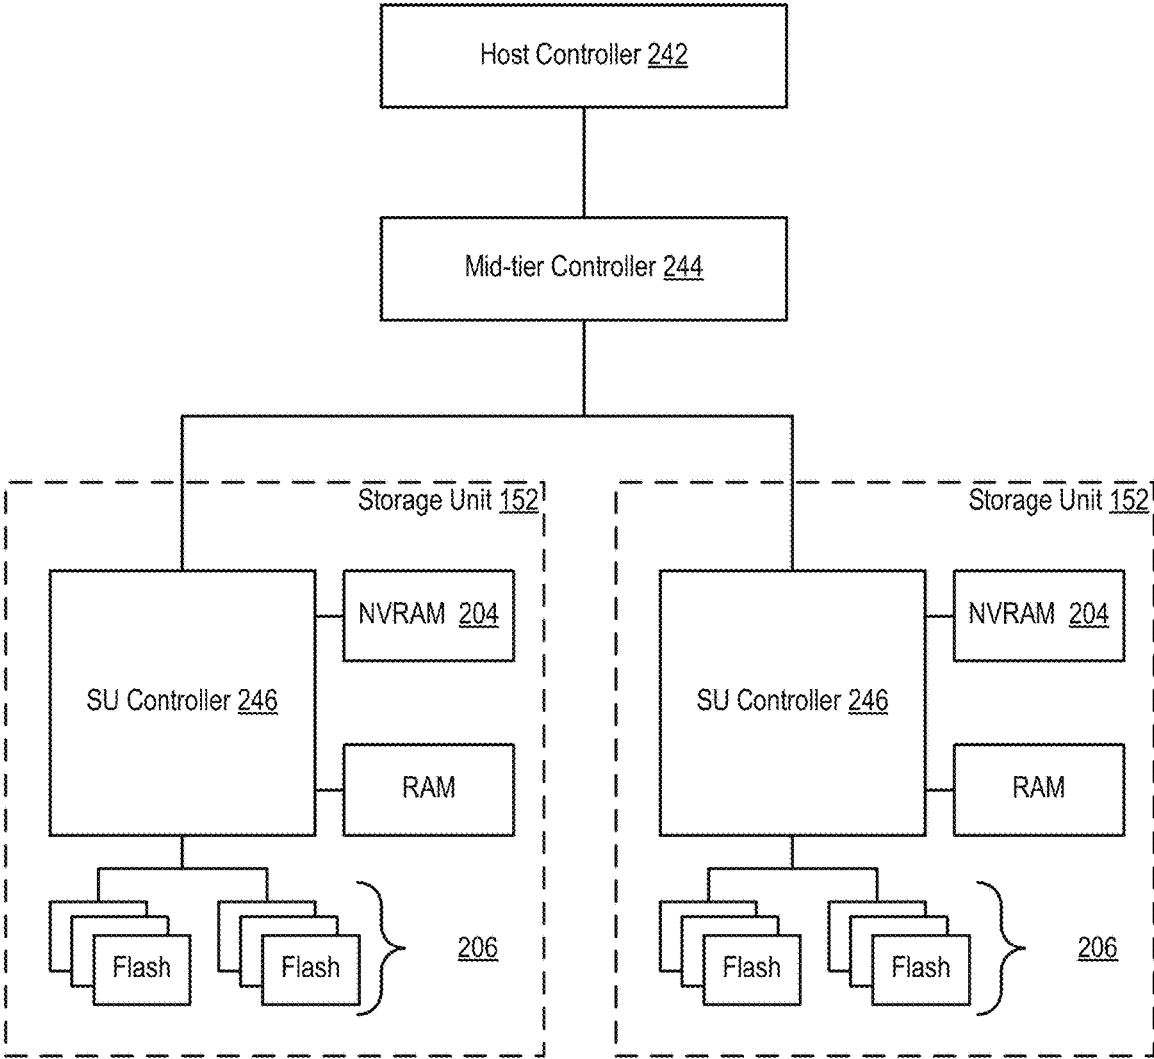 Host Controller 242
Mid-tier Controller 244
Storage Unit 152
NVRAM 204
SU Controller 246
RAM
Flash
Flash
206
Storage Unit 152
NVRAM 204
SU Controller 246
RAM
Flash
Flash
206